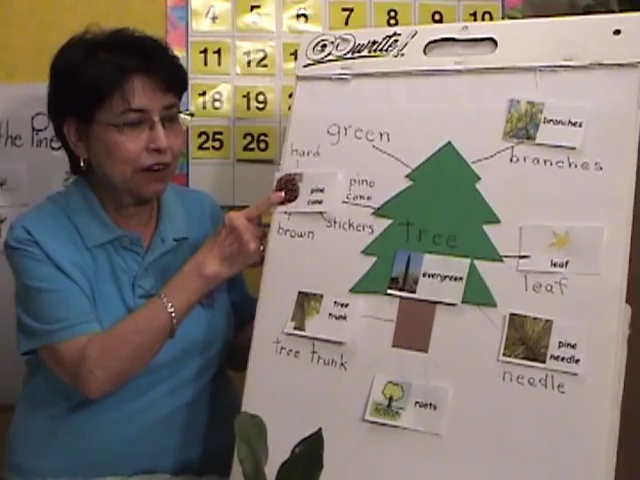 4 5 6 7 8 9 10
11 12
18 19
25 26
the Pine
@ write!
green
branches
branches
hard
pine cone
pine cone
brown
stickers
tree
evergreen
leaf
leaf
tree trunk
tree trunk
pine needle
needle
roots